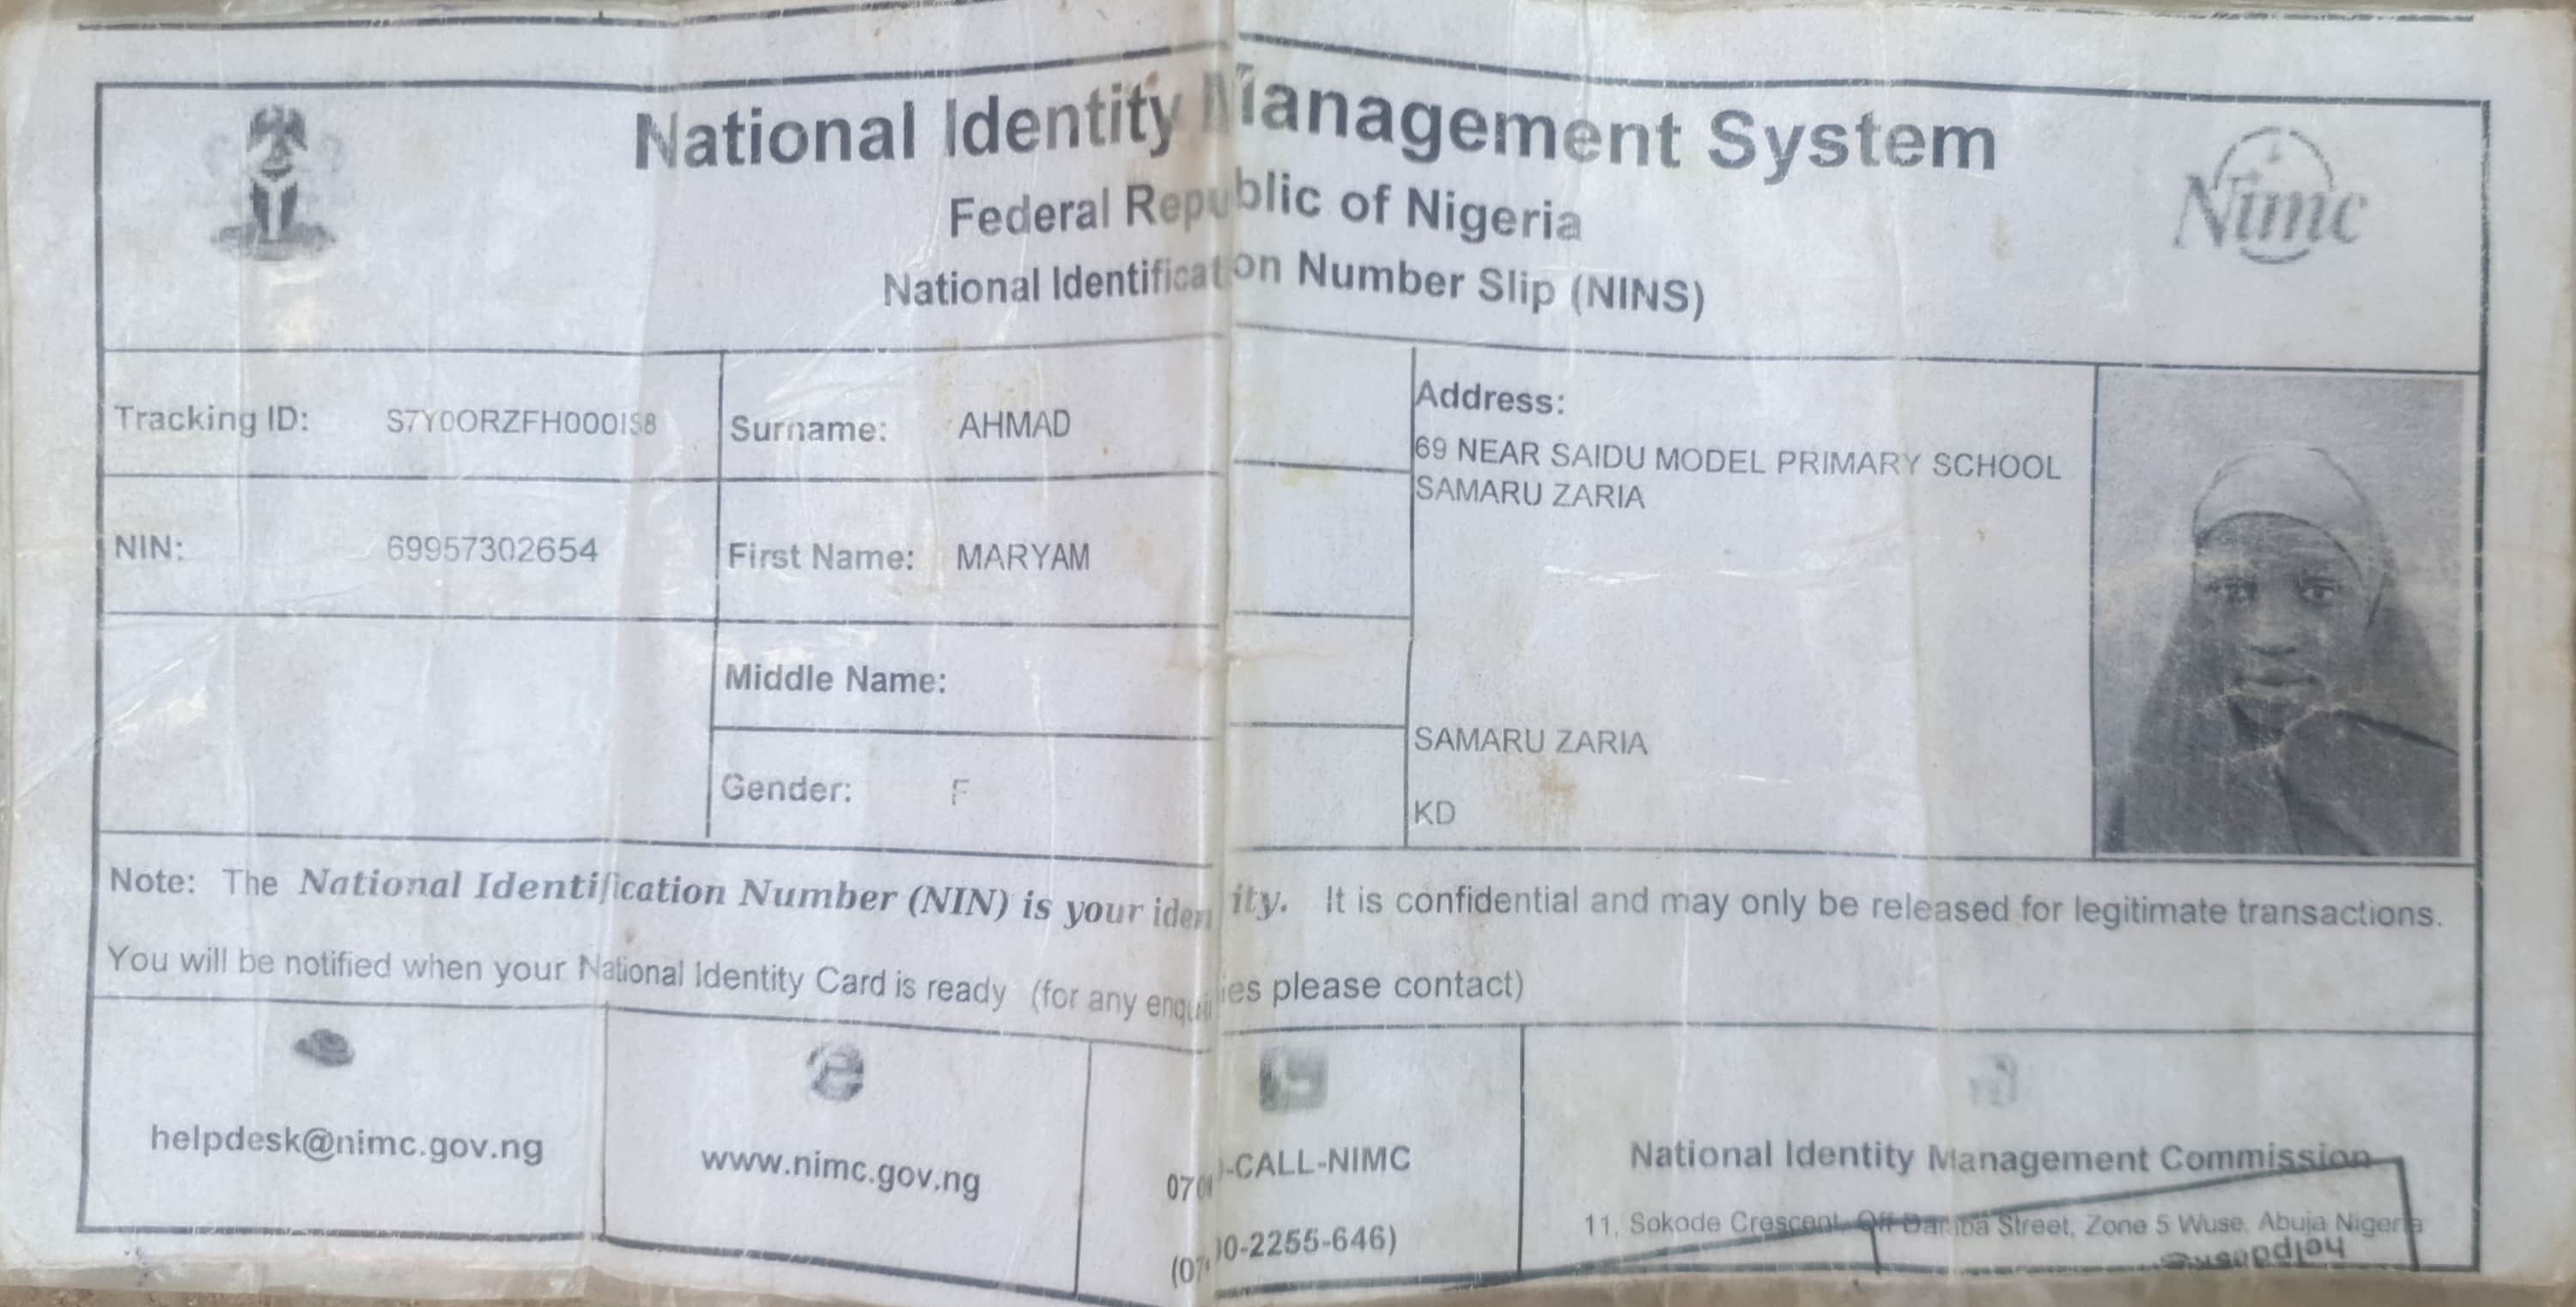 National Identity Management System
Federal Republic of Nigeria
National Identification Number Slip (NINS)
Nimc
Tracking ID: S7Y0ORZFH000IS8
Surname: AHMAD
Address:
69 NEAR SAIDU MODEL PRIMARY SCHOOL
SAMARU ZARIA
NIN: 69957302654
First Name: MARYAM
Middle Name:
SAMARU ZARIA
Gender: F
KD
Note: The National Identification Number (NIN) is your identity. It is confidential and may only be released for legitimate transactions.
You will be notified when your National Identity Card is ready (for any enquiries please contact)
helpdesk@nimc.gov.ng
www.nimc.gov.ng
0700-CALL-NIMC
(0700-2255-646)
National Identity Management Commission
11, Sokode Crescent, Off Dalaba Street, Zone 5 Wuse, Abuja Nigeria